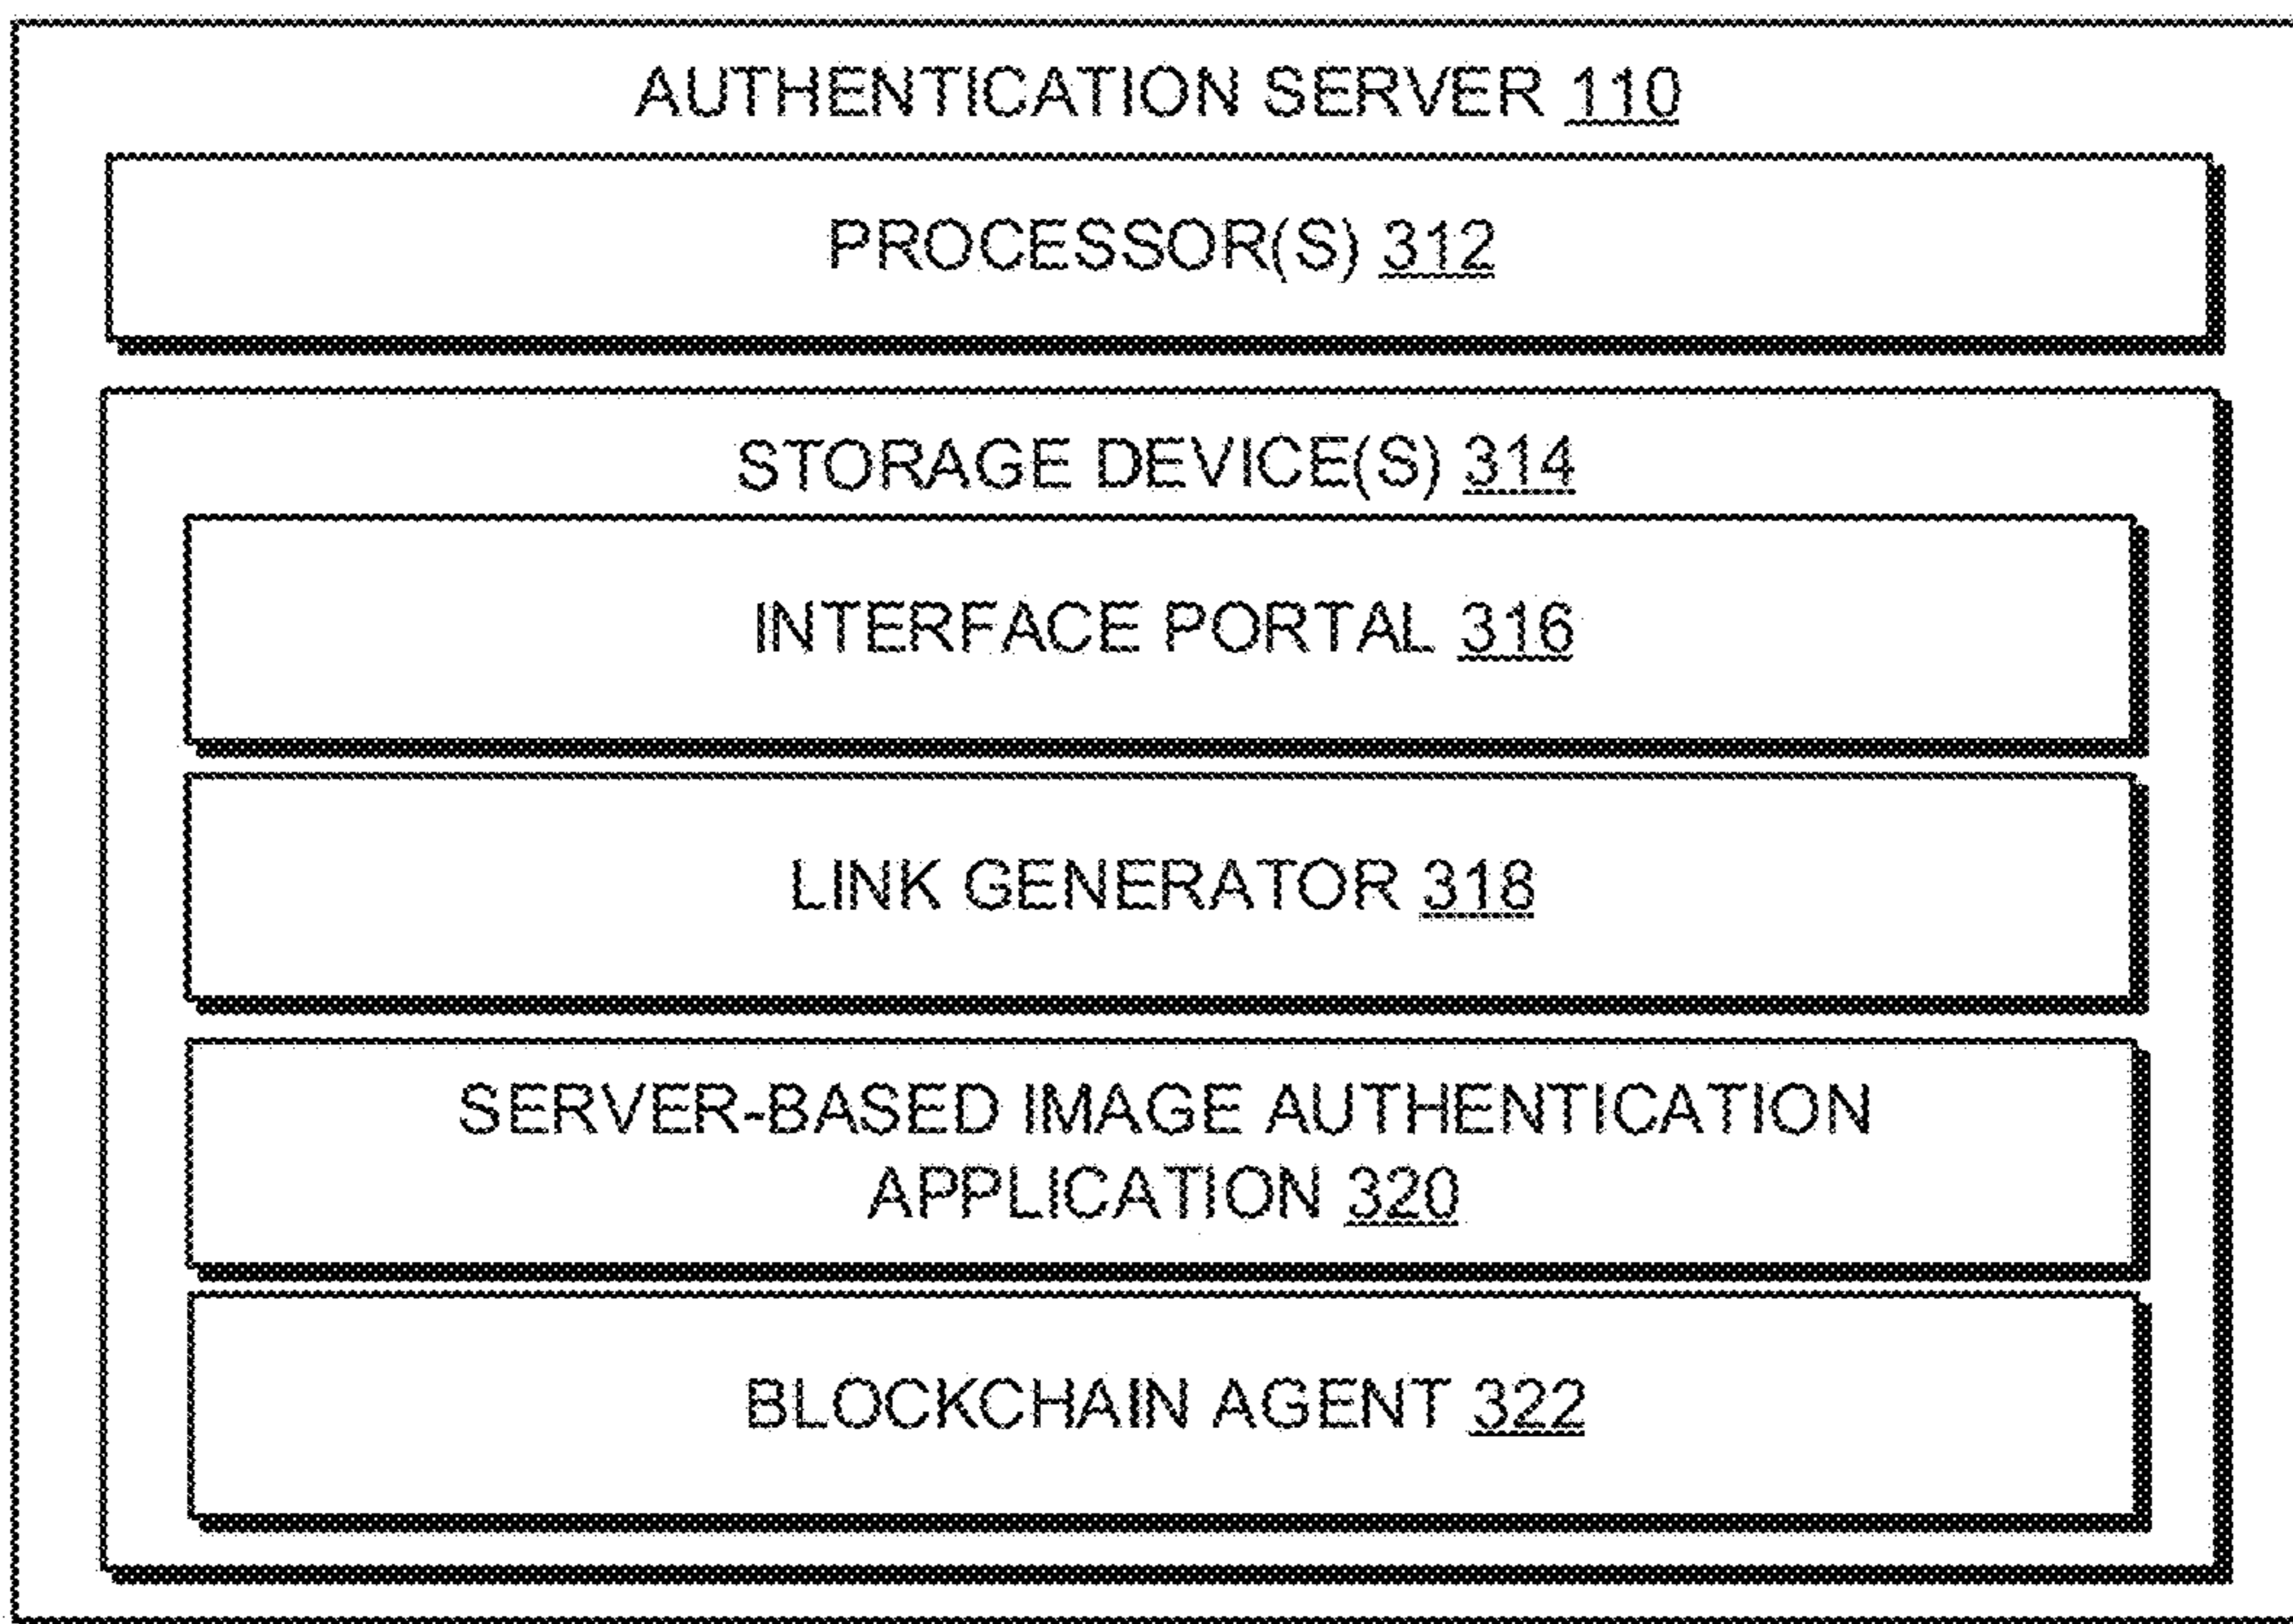 AUTHENTICATION SERVER 110
PROCESSOR(S) 312
STORAGE DEVICE(S) 314
INTERFACE PORTAL 316
LINK GENERATOR 318
SERVER-BASED IMAGE AUTHENTICATION
APPLICATION 320
BLOCKCHAIN AGENT 322